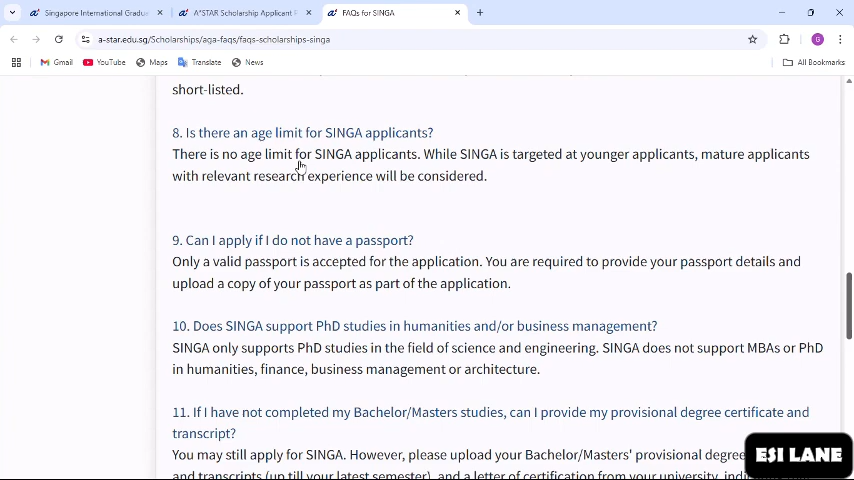 Singapore International Gradua
A*STAR Scholarship Applicant P
FAQs for SINGA
a-star.edu.sg/Scholarships/aga-faqs/faqs-scholarships-singa
G
Gmail
YouTube
Maps
Translate
News
All Bookmarks
short-listed.
8. Is there an age limit for SINGA applicants?
There is no age limit for SINGA applicants. While SINGA is targeted at younger applicants, mature applicants
with relevant research experience will be considered.
9. Can I apply if I do not have a passport?
Only a valid passport is accepted for the application. You are required to provide your passport details and
upload a copy of your passport as part of the application.
10. Does SINGA support PhD studies in humanities and/or business management?
SINGA only supports PhD studies in the field of science and engineering. SINGA does not support MBAs or PhD
in humanities, finance, business management or architecture.
11. If I have not completed my Bachelor/Masters studies, can I provide my provisional degree certificate and
transcript?
You may still apply for SINGA. However, please upload your Bachelor/Masters' provisional degree
and transcripts (up till your latest semester), and a letter of certification from your university,
ESI LANE